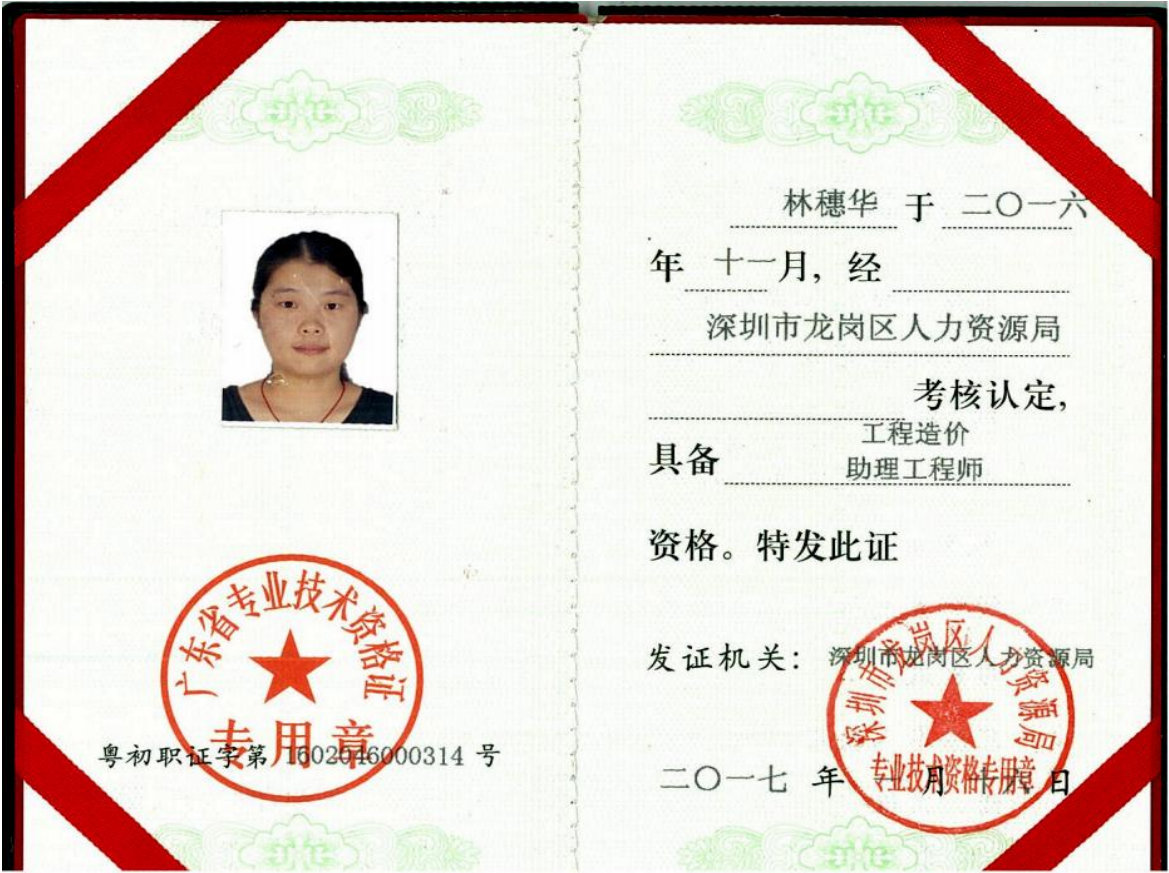 广东省专业技术资格证
专用章
粤初职证字第 1602046000314 号
林穗华 于 二〇一六
年 十一月，经
深圳市龙岗区人力资源局
考核认定，
工程造价
具备
助理工程师
资格。特发此证
发证机关：深圳市龙岗区人力资源局
深圳市龙岗区人力资源局
专业技术资格专用章
二〇一七 年 一 月 十六 日